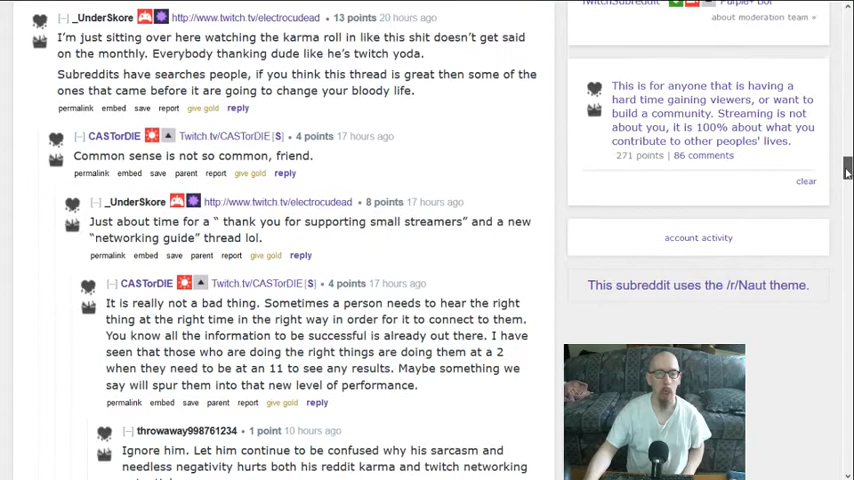 TwitchSubreddit Purple+ Bot
about moderation team »
[–] _UnderSkore http://www.twitch.tv/electrocudead • 13 points 20 hours ago
I'm just sitting over here watching the karma roll in like this shit doesn't get said
on the monthly. Everybody thanking dude like he's twitch yoda.
Subreddits have searches people, if you think this thread is great then some of the
ones that came before it are going to change your bloody life.
permalink embed save report give gold reply
[–] CASTorDIE Twitch.tv/CASTorDIE [S] • 4 points 17 hours ago
Common sense is not so common, friend.
permalink embed save parent report give gold reply
[–] _UnderSkore http://www.twitch.tv/electrocudead • 8 points 17 hours ago
Just about time for a " thank you for supporting small streamers" and a new
"networking guide" thread lol.
permalink embed save parent report give gold reply
[–] CASTorDIE Twitch.tv/CASTorDIE [S] • 4 points 17 hours ago
It is really not a bad thing. Sometimes a person needs to hear the right
thing at the right time in the right way in order for it to connect to them.
You know all the information to be successful is already out there. I have
seen that those who are doing the right things are doing them at a 2
when they need to be at an 11 to see any results. Maybe something we
say will spur them into that new level of performance.
permalink embed save parent report give gold reply
[–] throwaway998761234 • 1 point 10 hours ago
Ignore him. Let him continue to be confused why his sarcasm and
needless negativity hurts both his reddit karma and twitch networking
This is for anyone that is having a
hard time gaining viewers, or want to
build a community. Streaming is not
about you, it is 100% about what you
contribute to other peoples' lives.
271 points | 86 comments
clear
account activity
This subreddit uses the /r/Naut theme.